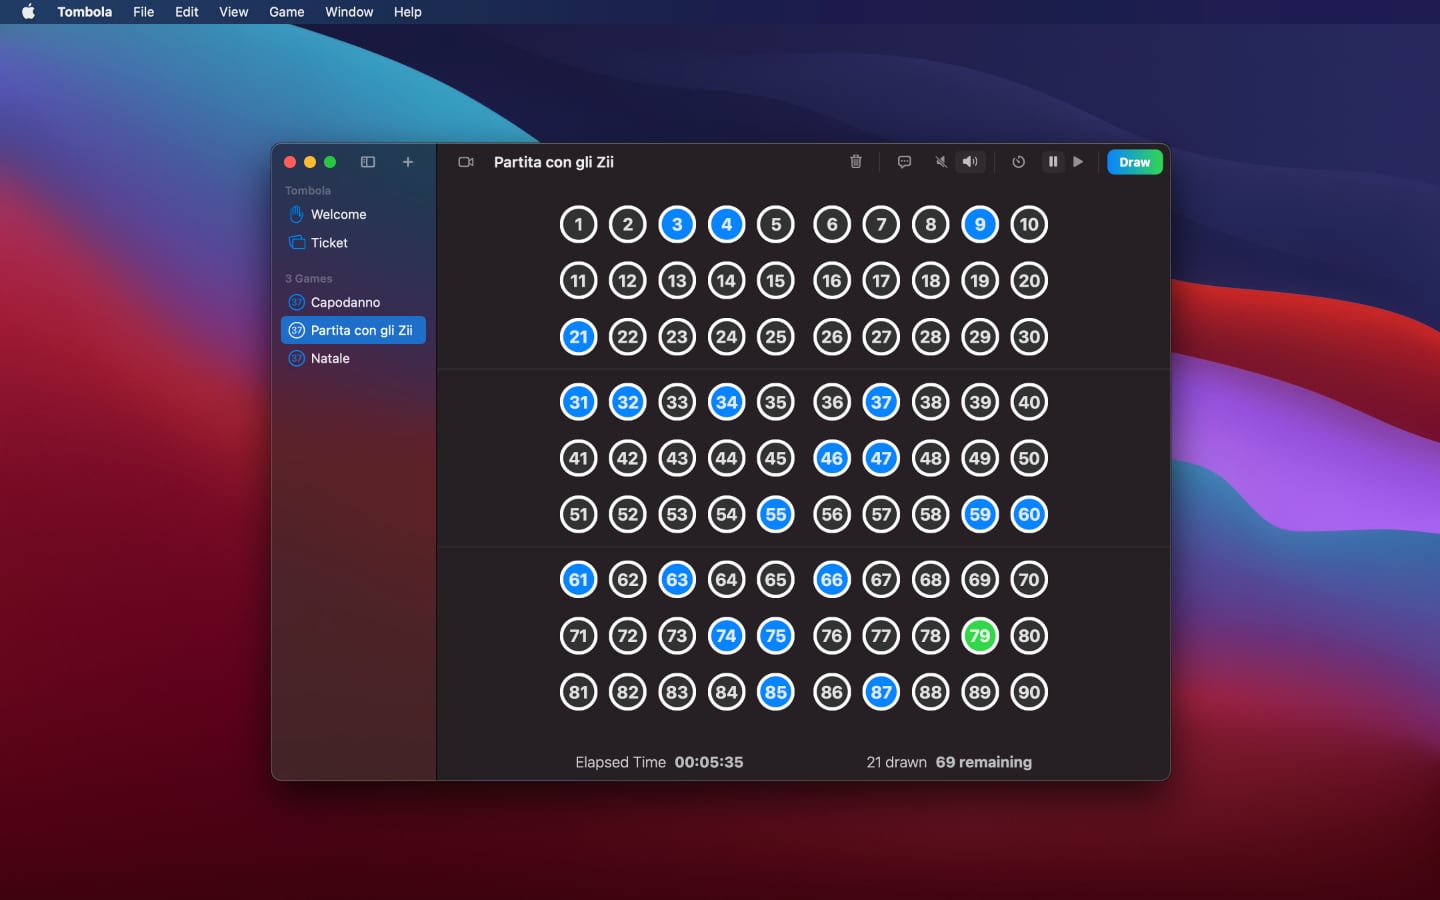 Tombola File Edit View Game Window Help
Partita con gli Zii Draw
Tombola
Welcome
Ticket
3 Games
37 Capodanno
37 Partita con gli Zii
37 Natale
1 2 3 4 5 6 7 8 9 10
11 12 13 14 15 16 17 18 19 20
21 22 23 24 25 26 27 28 29 30
31 32 33 34 35 36 37 38 39 40
41 42 43 44 45 46 47 48 49 50
51 52 53 54 55 56 57 58 59 60
61 62 63 64 65 66 67 68 69 70
71 72 73 74 75 76 77 78 79 80
81 82 83 84 85 86 87 88 89 90
Elapsed Time 00:05:35 21 drawn 69 remaining